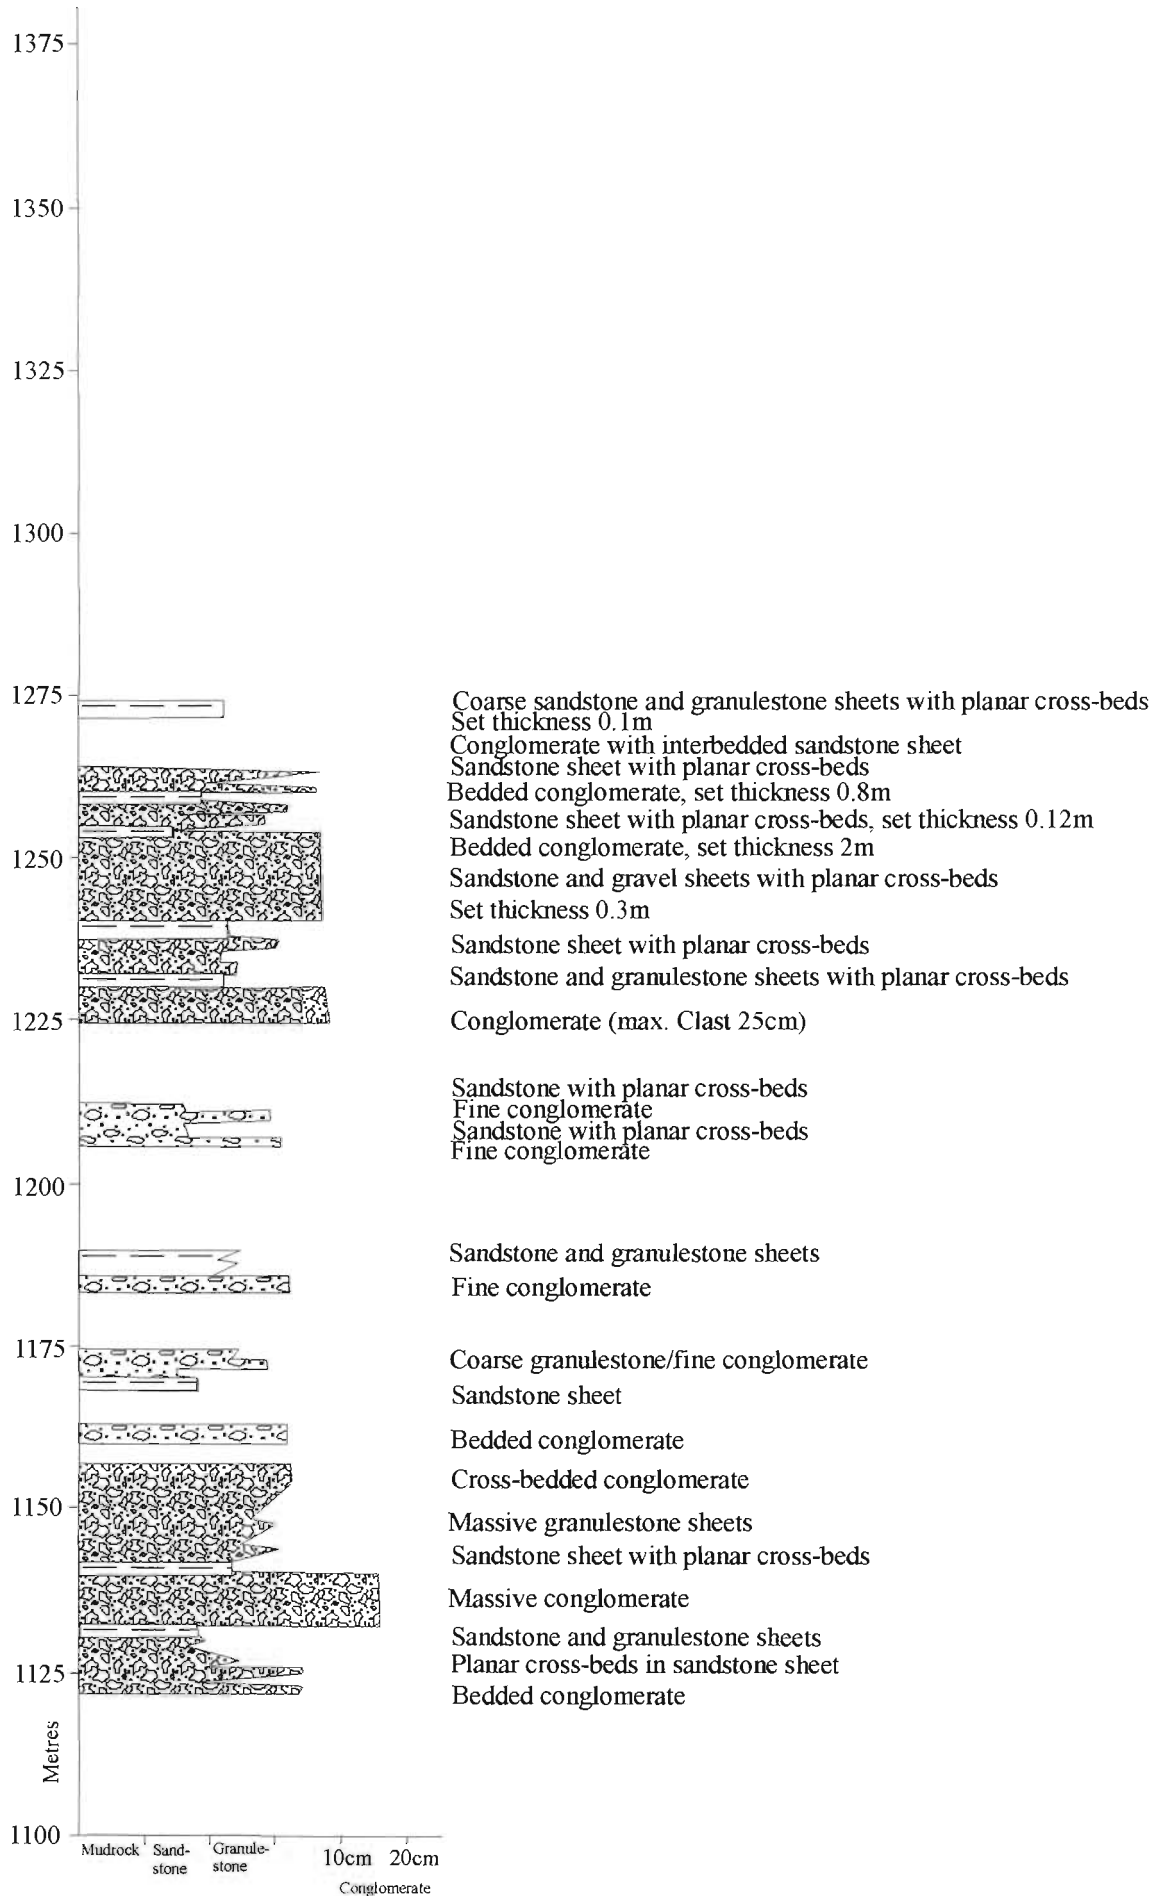 1375
1350
1325
1300
1275
Coarse sandstone and granulestone sheets with planar cross-beds
Set thickness 0.1m
Conglomerate with interbedded sandstone sheet
Sandstone sheet with planar cross-beds
Bedded conglomerate, set thickness 0.8m
Sandstone sheet with planar cross-beds, set thickness 0.12m
1250
Bedded conglomerate, set thickness 2m
Sandstone and gravel sheets with planar cross-beds
Set thickness 0.3m
Sandstone sheet with planar cross-beds
Sandstone and granulestone sheets with planar cross-beds
1225
Conglomerate (max. Clast 25cm)
Sandstone with planar cross-beds
Fine conglomerate
Sandstone with planar cross-beds
Fine conglomerate
1200
Sandstone and granulestone sheets
Fine conglomerate
1175
Coarse granulestone/fine conglomerate
Sandstone sheet
Bedded conglomerate
Cross-bedded conglomerate
1150
Massive granulestone sheets
Sandstone sheet with planar cross-beds
Massive conglomerate
Sandstone and granulestone sheets
Planar cross-beds in sandstone sheet
1125
Bedded conglomerate
Metres
1100
Mudrock
Sand-
stone
Granule-
stone
10cm 20cm
Conglomerate